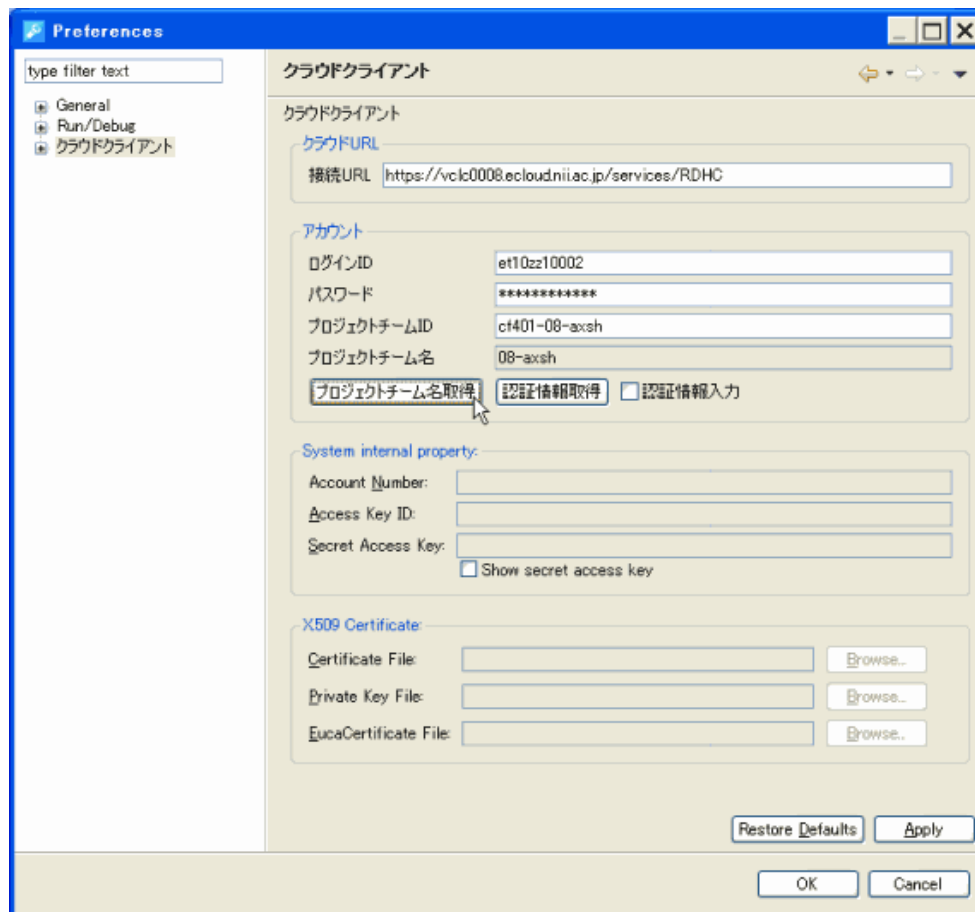 Preferences
type filter text
General
Run/Debug
クラウドクライアント
クラウドクライアント
クラウドクライアント
クラウドURL
接続URL https://vclc0008.ecloud.nii.ac.jp/services/RDHC
アカウント
ログインID et10zz10002
パスワード ************
プロジェクトチームID cf401-08-axsh
プロジェクトチーム名 08-axsh
プロジェクトチーム名取得 認証情報取得 認証情報入力
System internal property:
Account Number:
Access Key ID:
Secret Access Key:
Show secret access key
X509 Certificate:
Certificate File: Browse...
Private Key File: Browse...
EucaCertificate File: Browse...
Restore Defaults Apply
OK Cancel